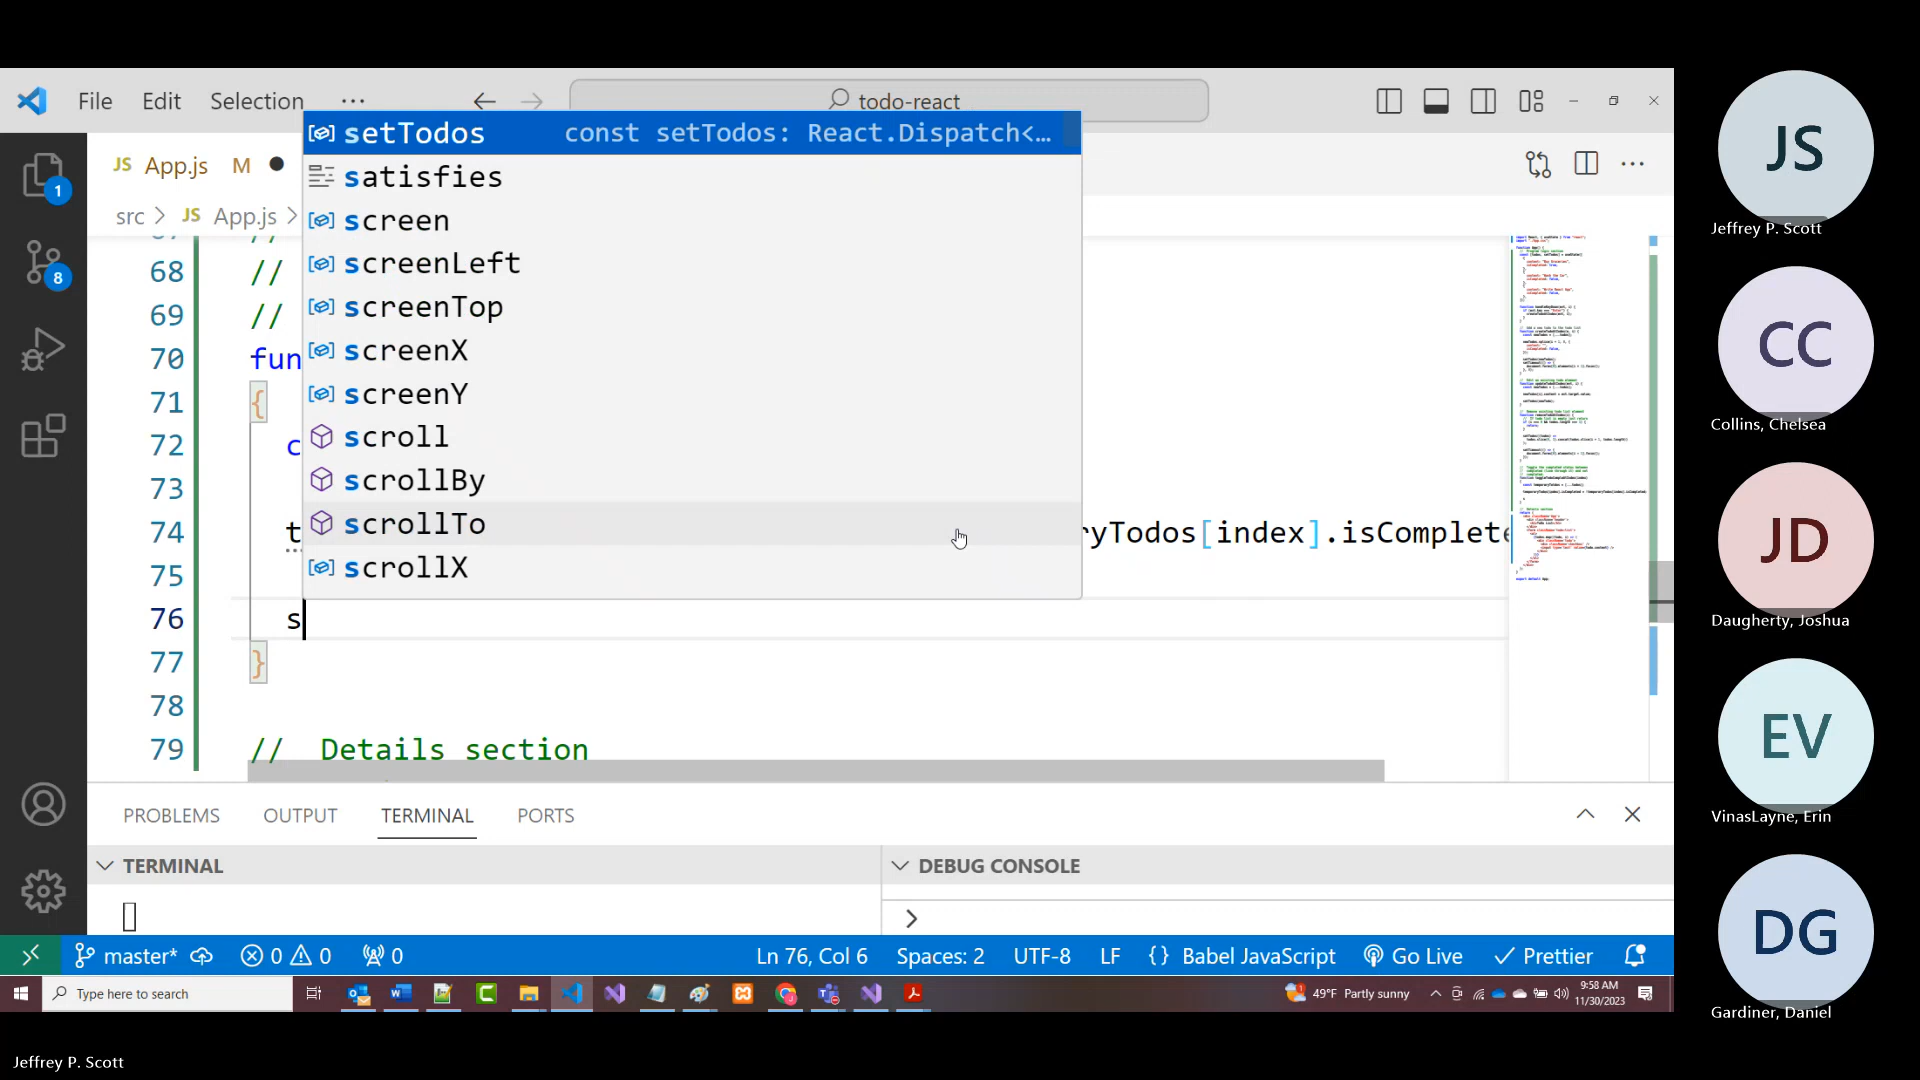 File Edit Selection ··· todo-react
JS App.js M
src > JS App.js >
setTodos const setTodos: React.Dispatch<…
satisfies
screen
screenLeft
screenTop
screenX
screenY
scroll
scrollBy
scrollTo
scrollX
68 //
69 //
70 fun
71 {
72 c
73
74 t ryTodos[index].isComplete
75
76 s
77 }
78
79 // Details section
1
8
PROBLEMS OUTPUT TERMINAL PORTS
TERMINAL
DEBUG CONSOLE
>
master* 0 0 0 Ln 76, Col 6 Spaces: 2 UTF-8 LF {} Babel JavaScript Go Live Prettier
Type here to search 49°F Partly sunny 9:58 AM
11/30/2023
JS
Jeffrey P. Scott
CC
Collins, Chelsea
JD
Daugherty, Joshua
EV
VinasLayne, Erin
DG
Gardiner, Daniel
Jeffrey P. Scott